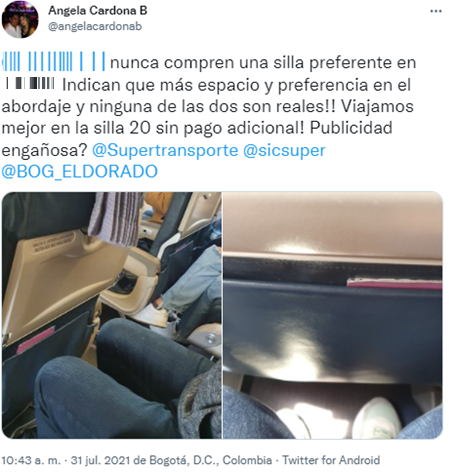 Angela Cardona B
@angelacardonab
nunca compren una silla preferente en
Indican que más espacio y preferencia en el
abordaje y ninguna de las dos son reales!! Viajamos
mejor en la silla 20 sin pago adicional! Publicidad
engañosa? @Supertransporte @sicsuper
@BOG_ELDORADO
10:43 a. m. · 31 jul. 2021 de Bogotá, D.C., Colombia · Twitter for Android